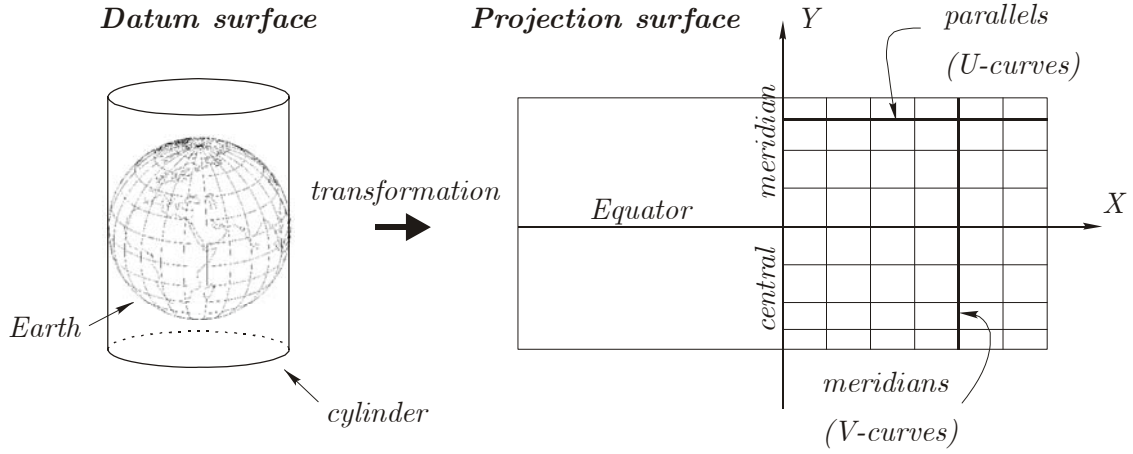 Datum surface
Projection surface
Y
parallels
(U-curves)
meridian
transformation
Equator
X
central
Earth
meridians
(V-curves)
cylinder